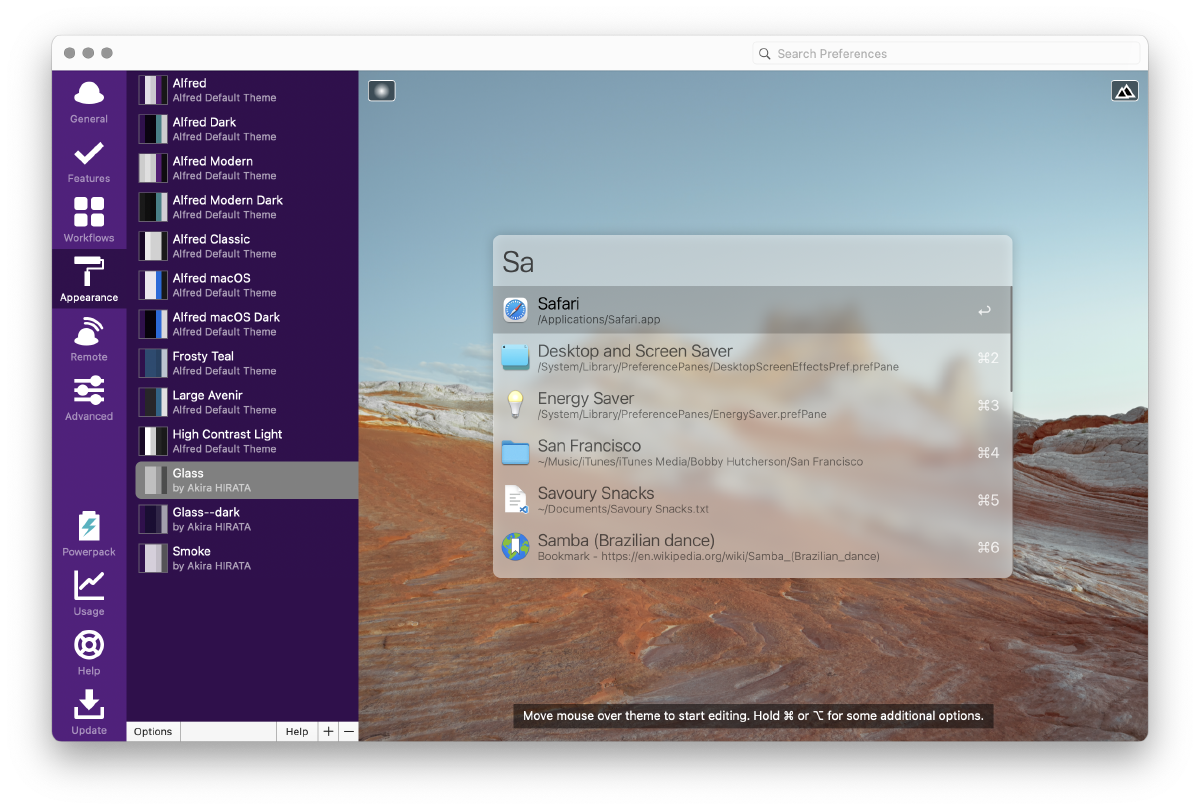 Search Preferences
General
Features
Workflows
Appearance
Remote
Advanced
Powerpack
Usage
Help
Update
Alfred
Alfred Default Theme
Alfred Dark
Alfred Default Theme
Alfred Modern
Alfred Default Theme
Alfred Modern Dark
Alfred Default Theme
Alfred Classic
Alfred Default Theme
Alfred macOS
Alfred Default Theme
Alfred macOS Dark
Alfred Default Theme
Frosty Teal
Alfred Default Theme
Large Avenir
Alfred Default Theme
High Contrast Light
Alfred Default Theme
Glass
by Akira HIRATA
Glass--dark
by Akira HIRATA
Smoke
by Akira HIRATA
Options
Help + −
Sa
Safari
/Applications/Safari.app
↩
Desktop and Screen Saver
/System/Library/PreferencePanes/DesktopScreenEffectsPref.prefPane
⌘2
Energy Saver
/System/Library/PreferencePanes/EnergySaver.prefPane
⌘3
San Francisco
~/Music/iTunes/iTunes Media/Bobby Hutcherson/San Francisco
⌘4
Savoury Snacks
~/Documents/Savoury Snacks.txt
⌘5
Samba (Brazilian dance)
Bookmark - https://en.wikipedia.org/wiki/Samba_(Brazilian_dance)
⌘6
Move mouse over theme to start editing. Hold ⌘ or ⌥ for some additional options.